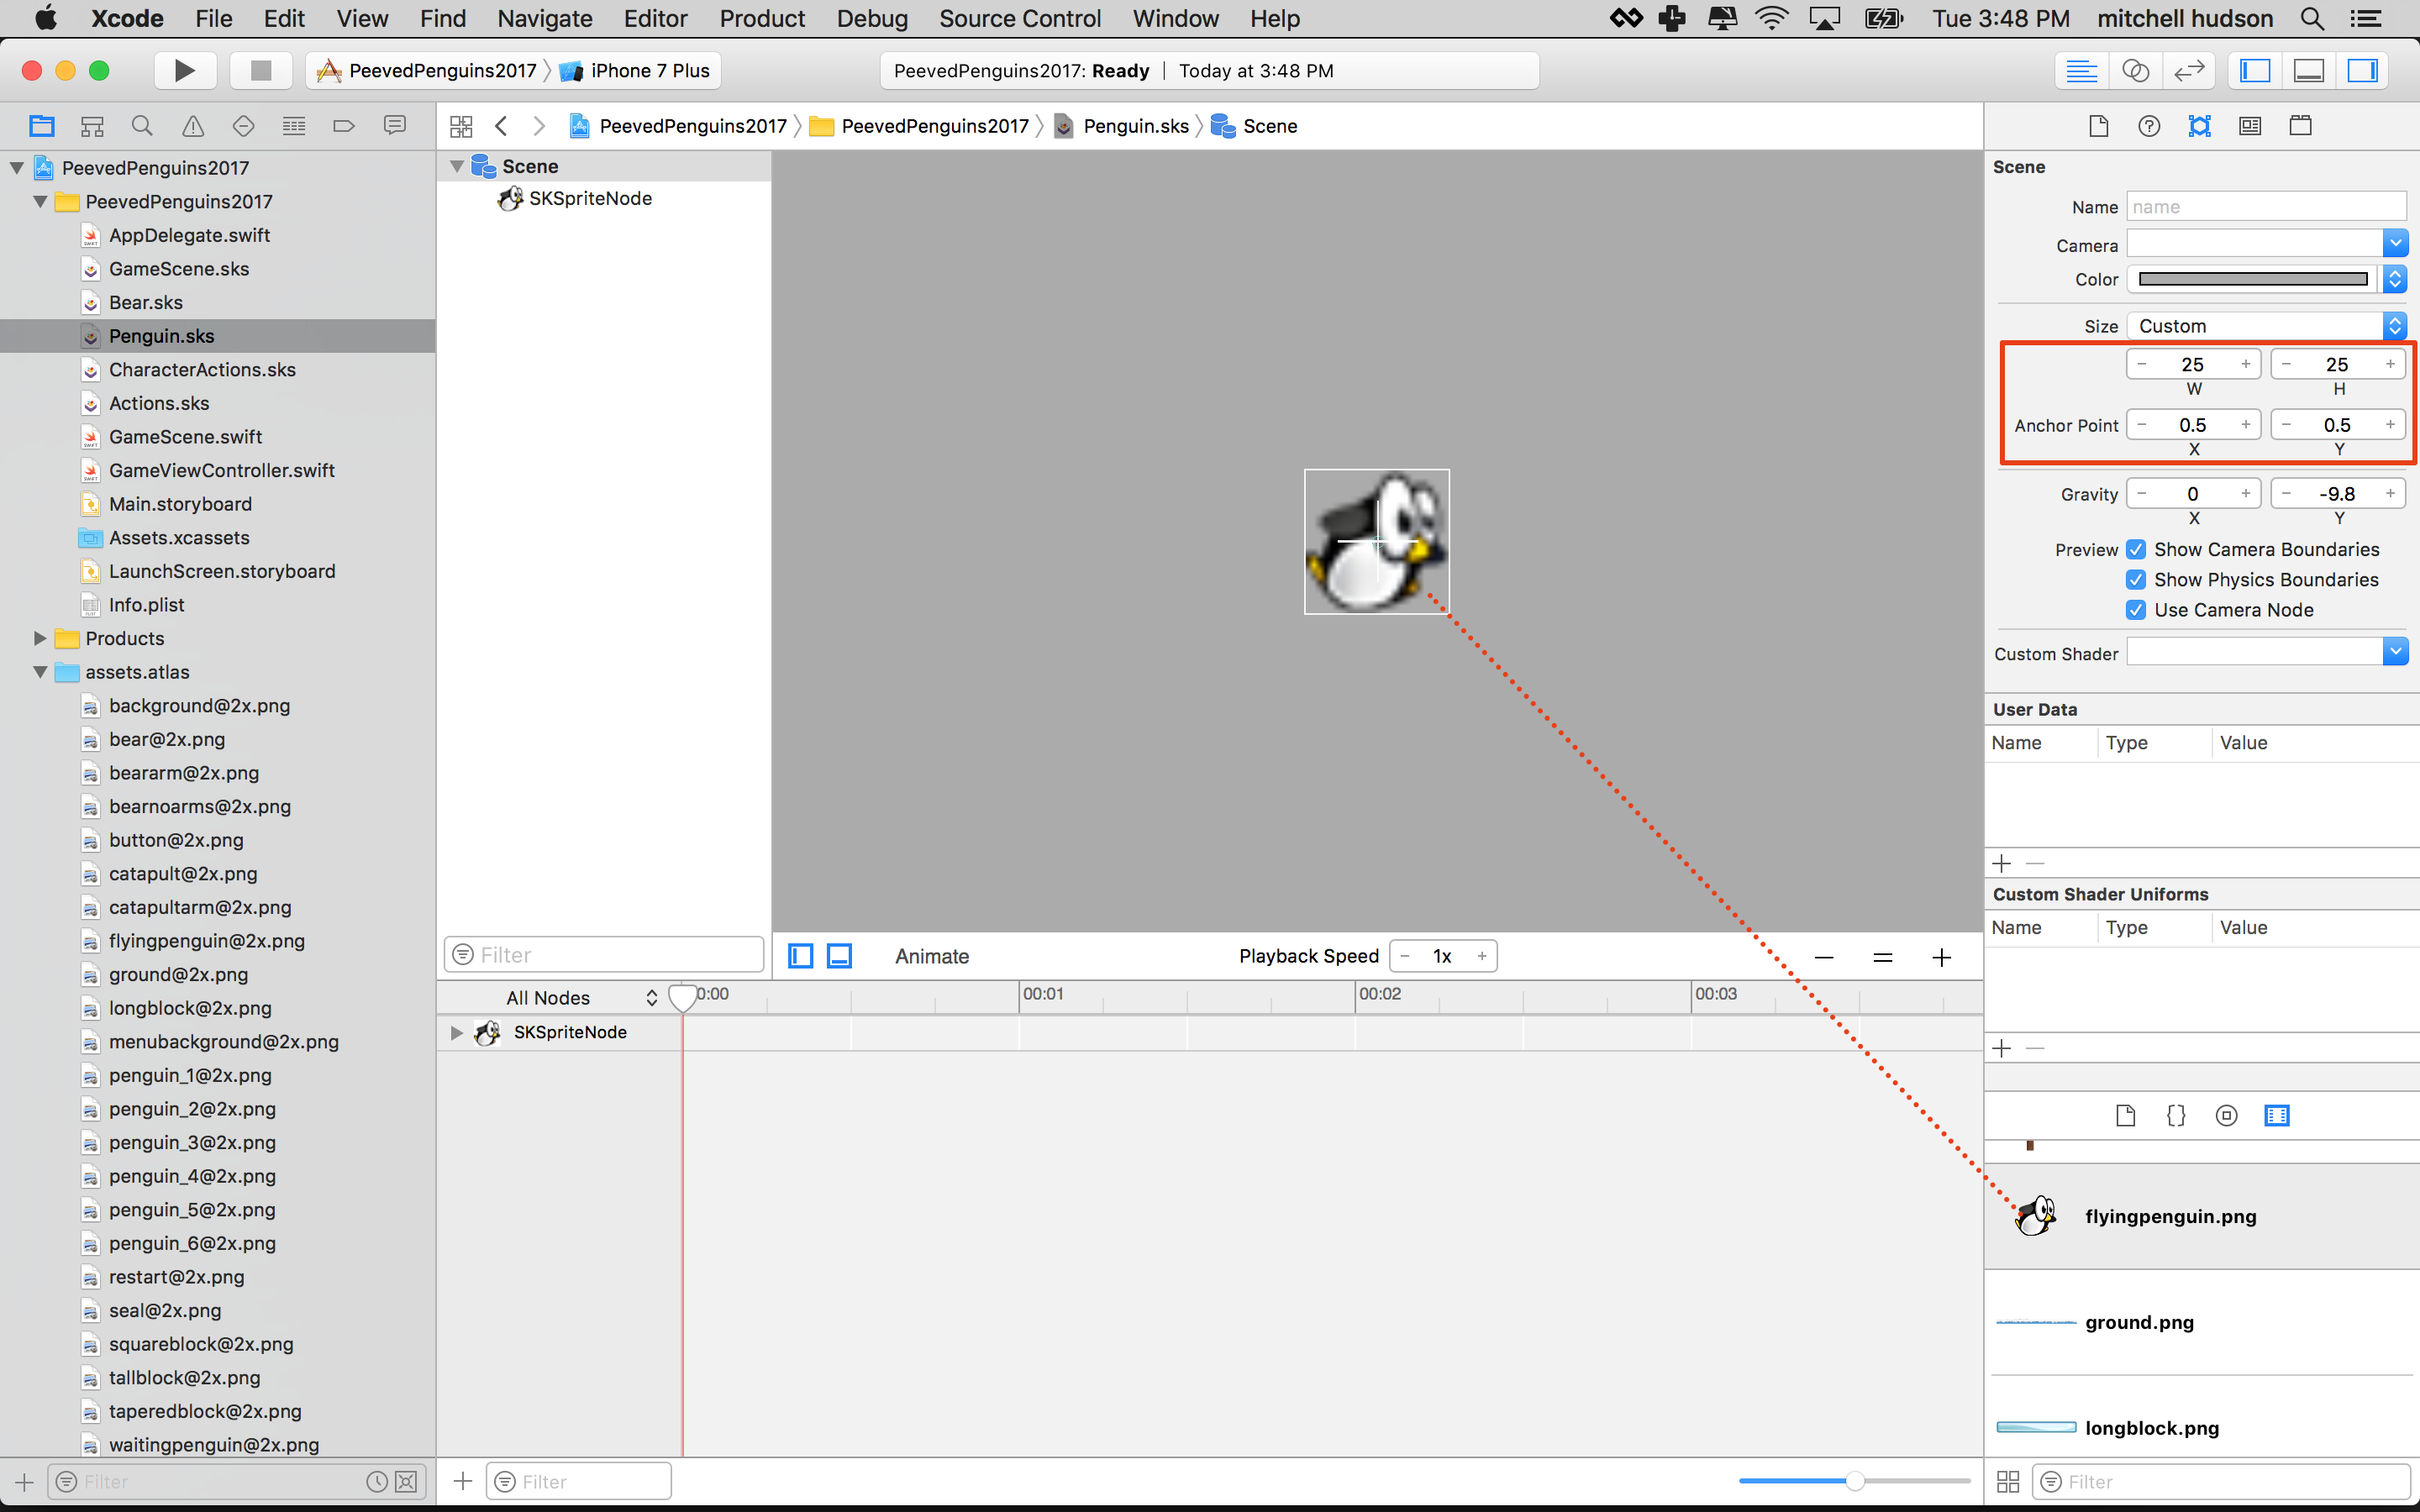 Xcode File Edit View Find Navigate Editor Product Debug Source Control Window Help Tue 3:48 PM mitchell hudson
PeevedPenguins2017 iPhone 7 Plus
PeevedPenguins2017: Ready | Today at 3:48 PM
PeevedPenguins2017 PeevedPenguins2017 Penguin.sks Scene
PeevedPenguins2017
PeevedPenguins2017
AppDelegate.swift
GameScene.sks
Bear.sks
Penguin.sks
CharacterActions.sks
Actions.sks
GameScene.swift
GameViewController.swift
Main.storyboard
Assets.xcassets
LaunchScreen.storyboard
Info.plist
Products
assets.atlas
background@2x.png
bear@2x.png
beararm@2x.png
bearnoarms@2x.png
button@2x.png
catapult@2x.png
catapultarm@2x.png
flyingpenguin@2x.png
ground@2x.png
longblock@2x.png
menubackground@2x.png
penguin_1@2x.png
penguin_2@2x.png
penguin_3@2x.png
penguin_4@2x.png
penguin_5@2x.png
penguin_6@2x.png
restart@2x.png
seal@2x.png
squareblock@2x.png
tallblock@2x.png
taperedblock@2x.png
waitingpenguin@2x.png
Filter
Scene
SKSpriteNode
Filter
Animate
Playback Speed - 1x +
All Nodes 0:00 00:01 00:02 00:03
SKSpriteNode
Filter
Scene
Name name
Camera
Color
Size Custom
- 25 + - 25 +
W H
Anchor Point - 0.5 + - 0.5 +
X Y
Gravity - 0 + - -9.8 +
X Y
Preview Show Camera Boundaries
Show Physics Boundaries
Use Camera Node
Custom Shader
User Data
Name Type Value
Custom Shader Uniforms
Name Type Value
flyingpenguin.png
ground.png
longblock.png
Filter